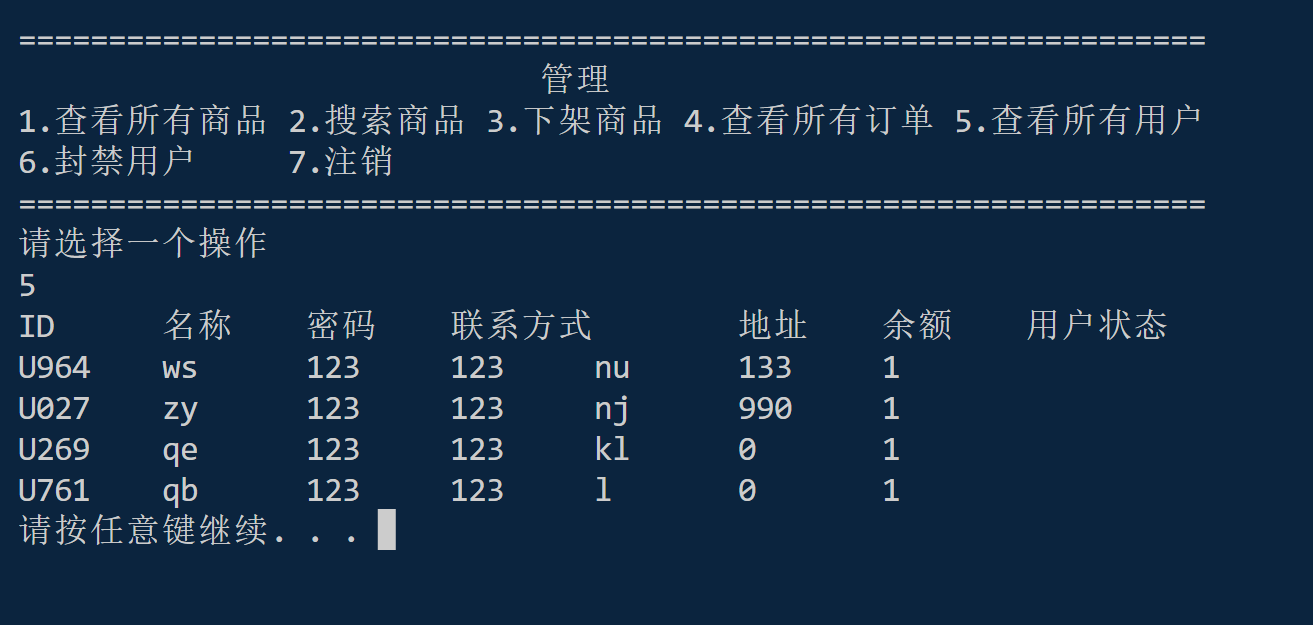 ==================================================================
管理
1.查看所有商品 2.搜索商品 3.下架商品 4.查看所有订单 5.查看所有用户
6.封禁用户 7.注销
==================================================================
请选择一个操作
5
ID 名称 密码 联系方式 地址 余额 用户状态
U964 ws 123 123 nu 133 1
U027 zy 123 123 nj 990 1
U269 qe 123 123 kl 0 1
U761 qb 123 123 l 0 1
请按任意键继续. . .